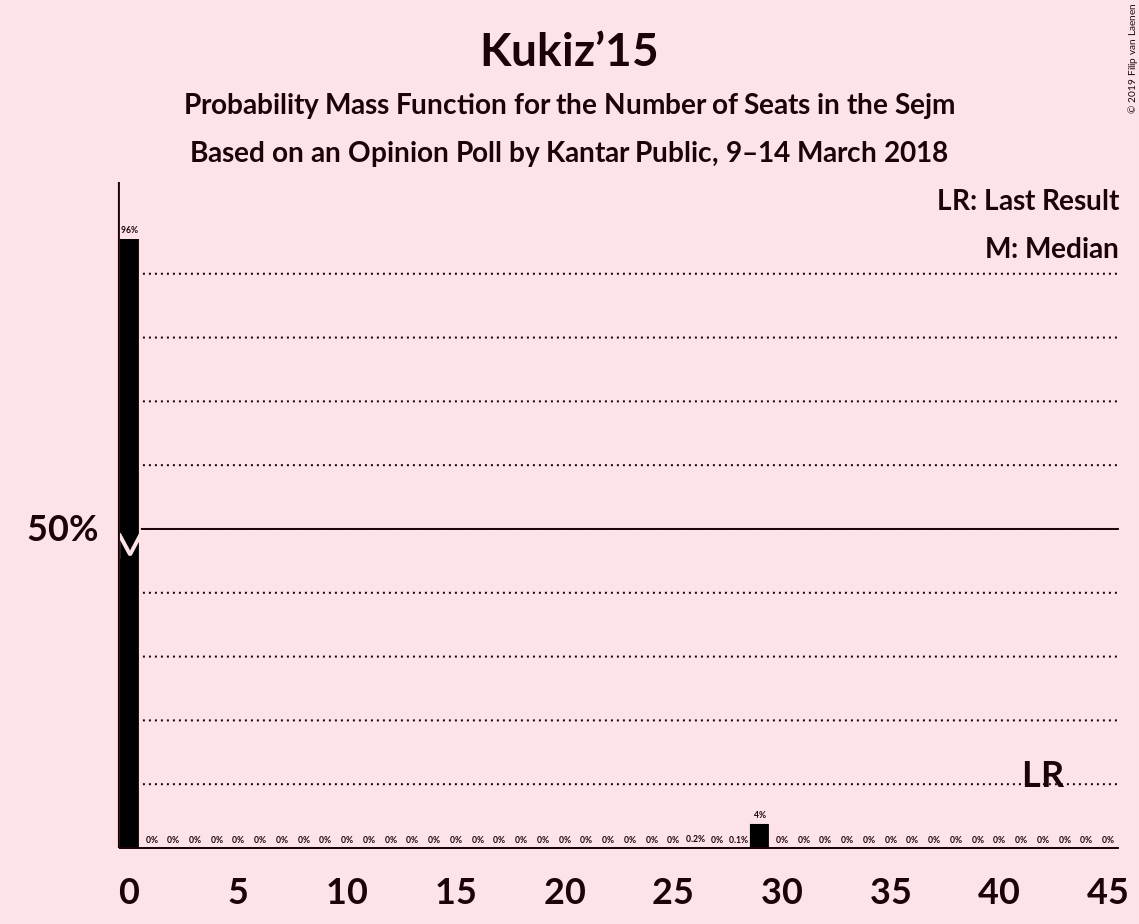 Kukiz’15
Probability Mass Function for the Number of Seats in the Sejm
Based on an Opinion Poll by Kantar Public, 9–14 March 2018
© 2019 Filip van Laenen
LR: Last Result
M: Median
96%
50%
LR
4%
0% 0% 0% 0% 0% 0% 0% 0% 0% 0% 0% 0% 0% 0% 0% 0% 0% 0% 0% 0% 0% 0% 0% 0% 0% 0.2% 0% 0.1% 0% 0% 0% 0% 0% 0% 0% 0% 0% 0% 0% 0% 0% 0% 0% 0%
0 5 10 15 20 25 30 35 40 45